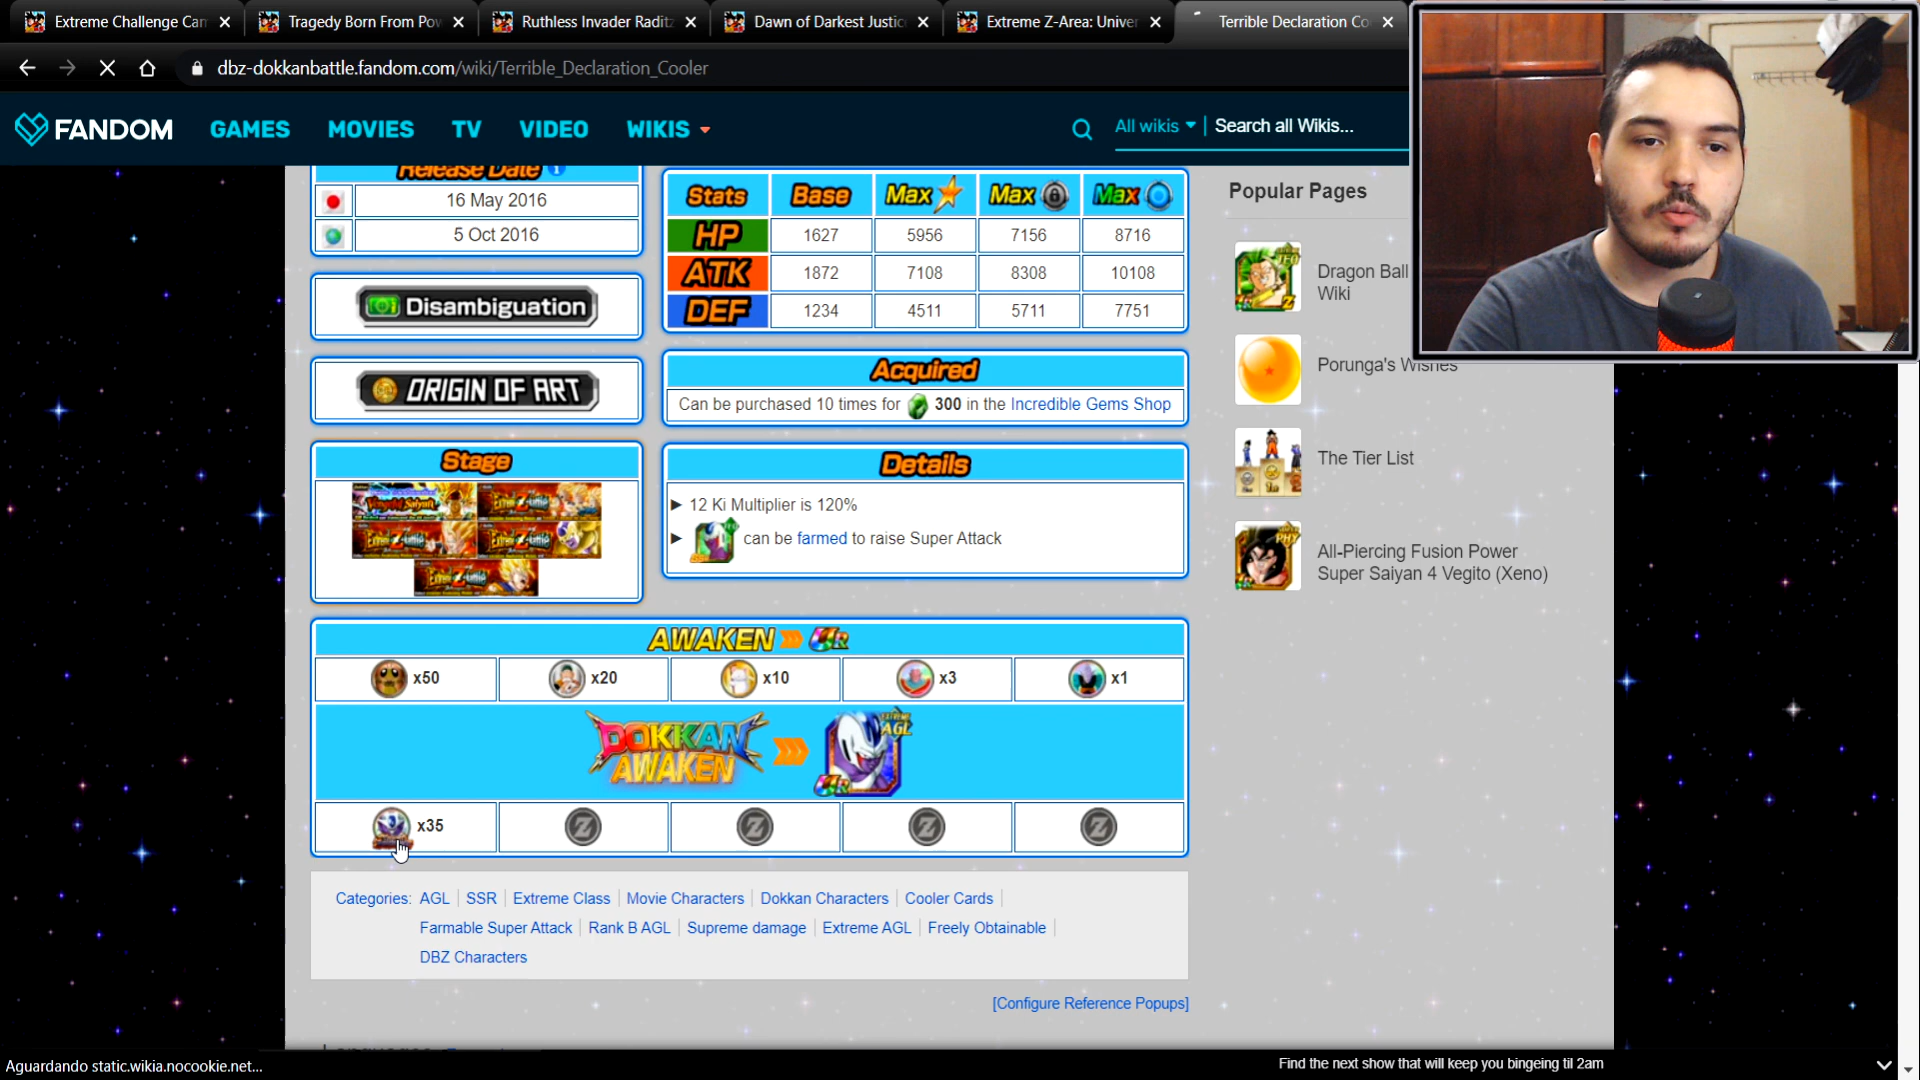 Extreme Challenge Cam
Tragedy Born From Pow
Ruthless Invader Raditz
Dawn of Darkest Justice
Extreme Z-Area: Univer
Terrible Declaration Co
dbz-dokkanbattle.fandom.com/wiki/Terrible_Declaration_Cooler
FANDOM
GAMES
MOVIES
TV
VIDEO
WIKIS
All wikis
Search all Wikis...
Release Date
16 May 2016
5 Oct 2016
Stats Base Max Max Max
HP 1627 5956 7156 8716
ATK 1872 7108 8308 10108
DEF 1234 4511 5711 7751
Disambiguation
ORIGIN OF ART
Acquired
Can be purchased 10 times for 300 in the Incredible Gems Shop
Stage
Details
12 Ki Multiplier is 120%
can be farmed to raise Super Attack
AWAKEN UR
x50 x20 x10 x3 x1
DOKKAN
AWAKEN
EXTREME
AGL
UR
x35
Categories: AGL SSR Extreme Class Movie Characters Dokkan Characters Cooler Cards
Farmable Super Attack Rank B AGL Supreme damage Extreme AGL Freely Obtainable
DBZ Characters
[Configure Reference Popups]
Popular Pages
Dragon Ball
Wiki
Porunga's Wishes
The Tier List
All-Piercing Fusion Power
Super Saiyan 4 Vegito (Xeno)
Aguardando static.wikia.nocookie.net...
Find the next show that will keep you bingeing til 2am